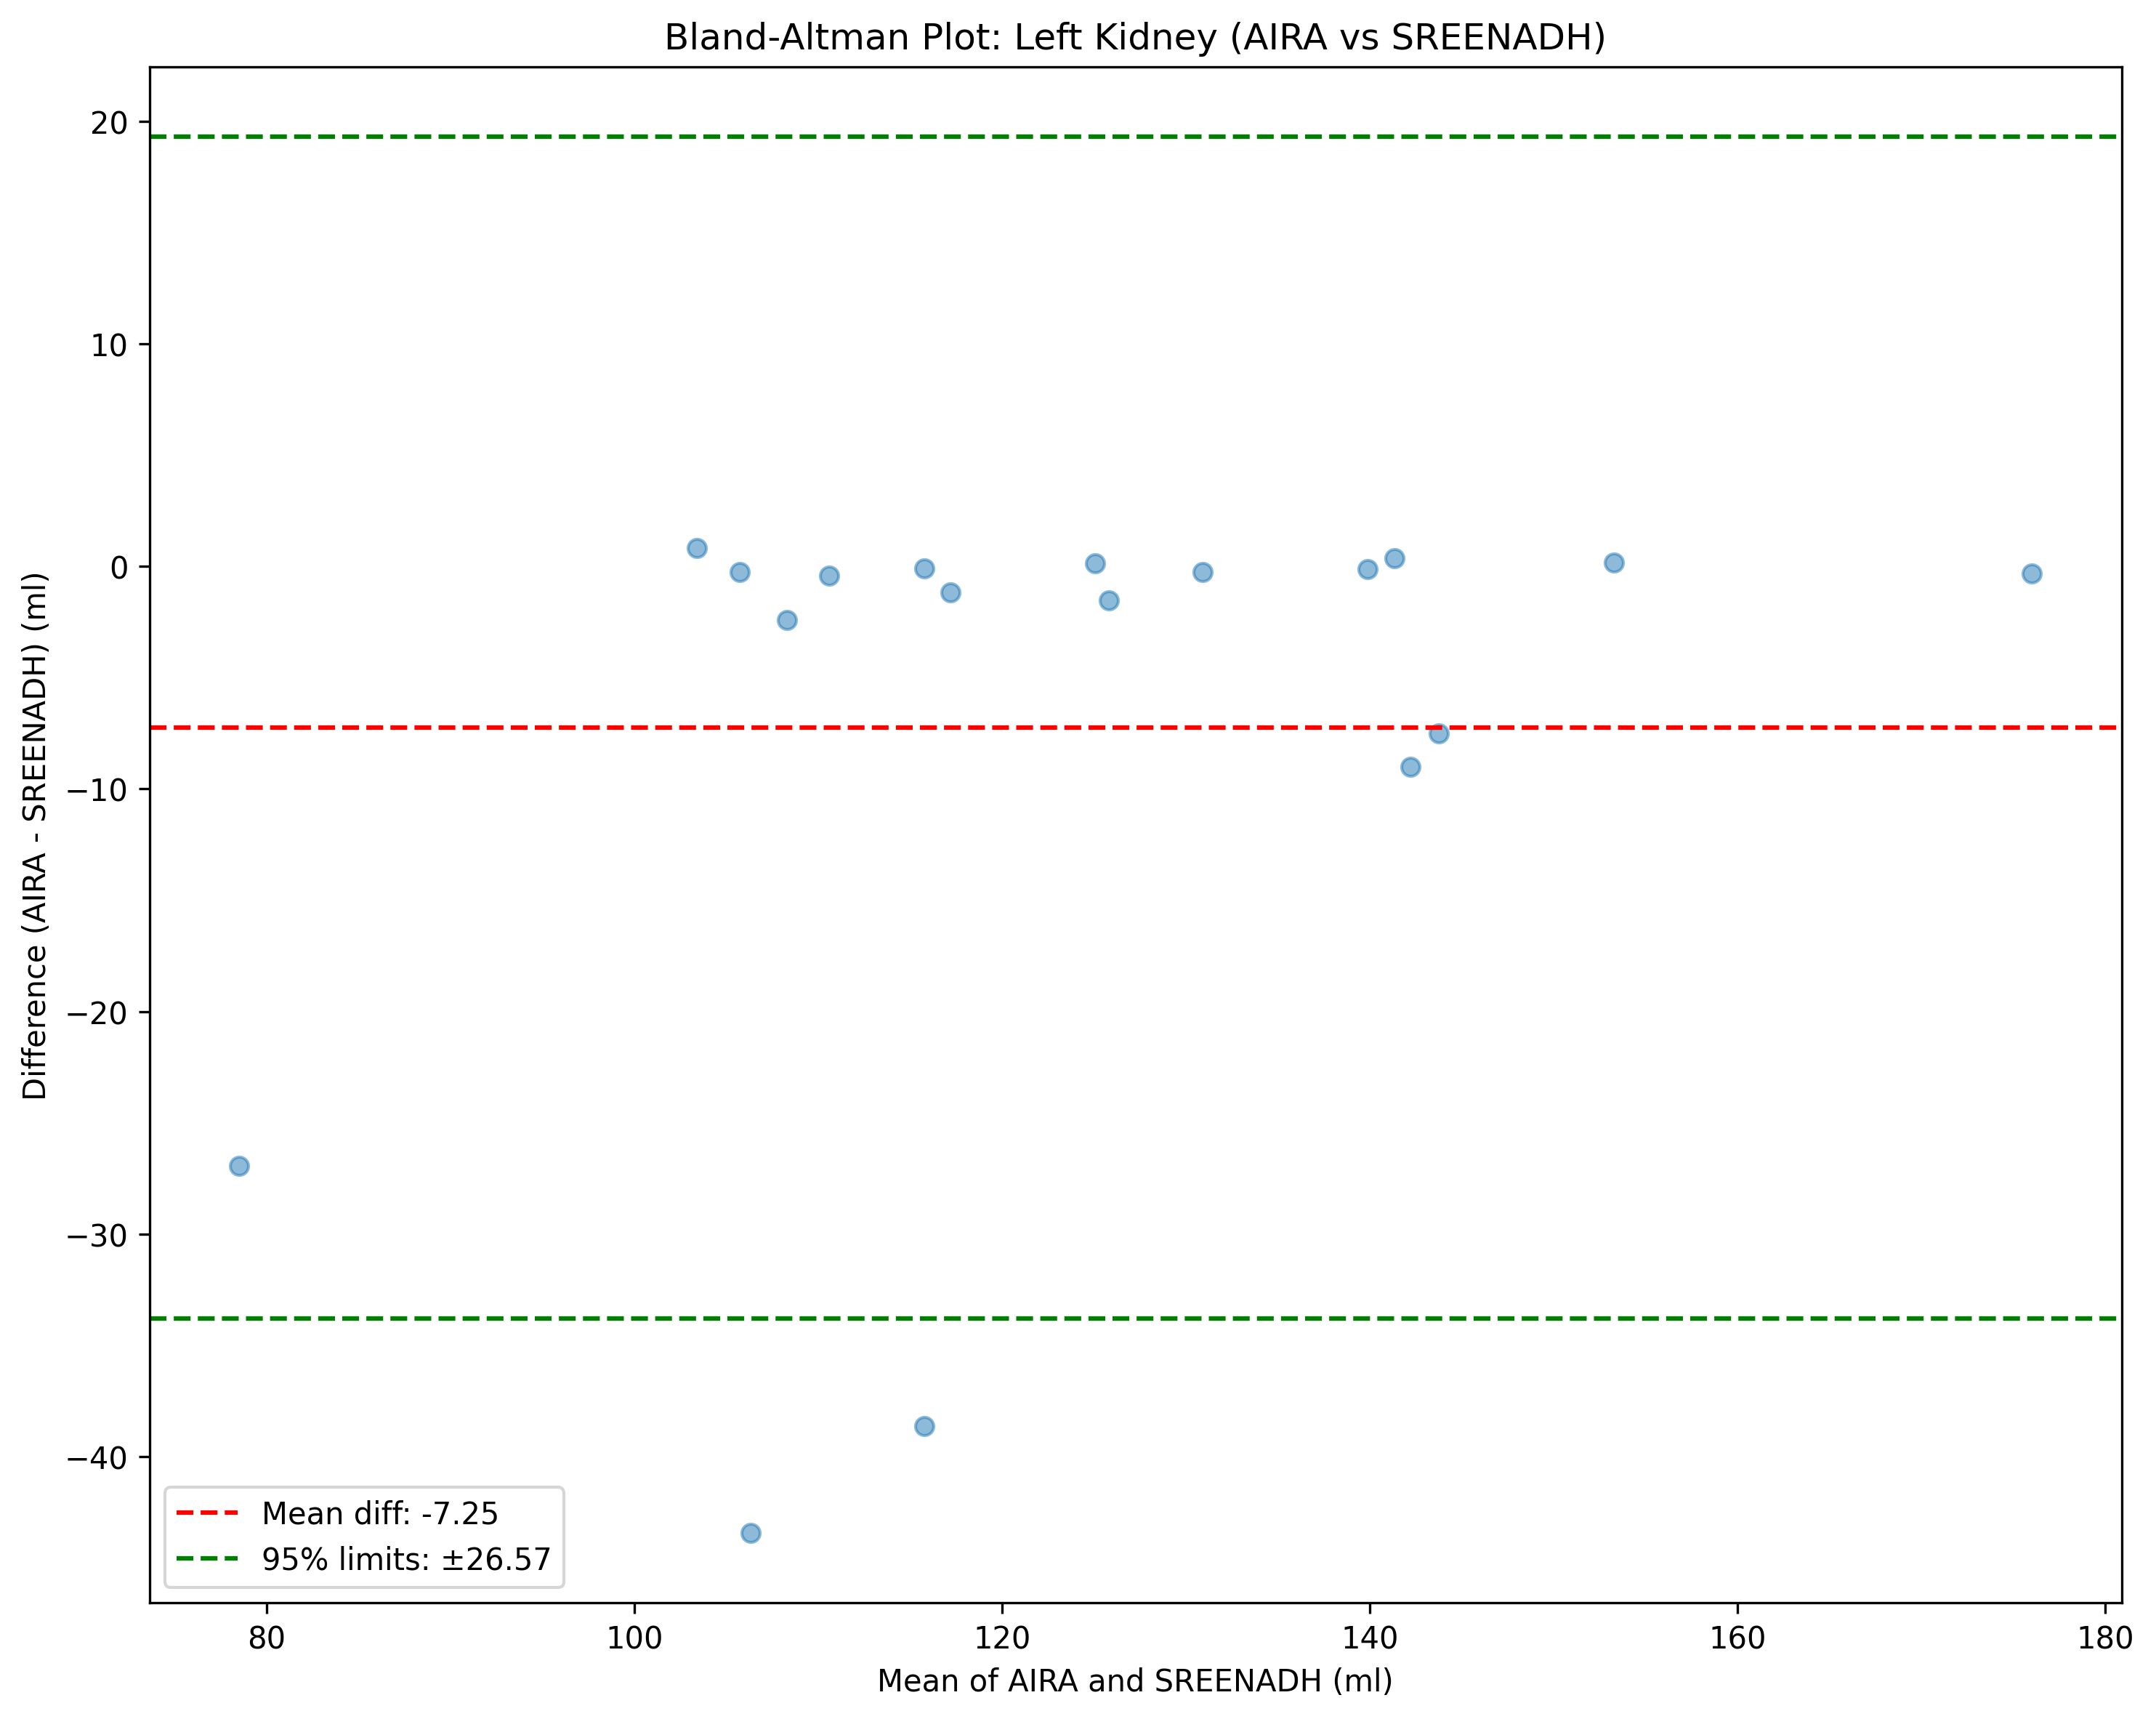 Bland-Altman Plot: Left Kidney (AIRA vs SREENADH)
Difference (AIRA - SREENADH) (ml)
20
10
0
−10
−20
−30
−40
Mean diff: -7.25
95% limits: ±26.57
80 100 120 140 160 180
Mean of AIRA and SREENADH (ml)